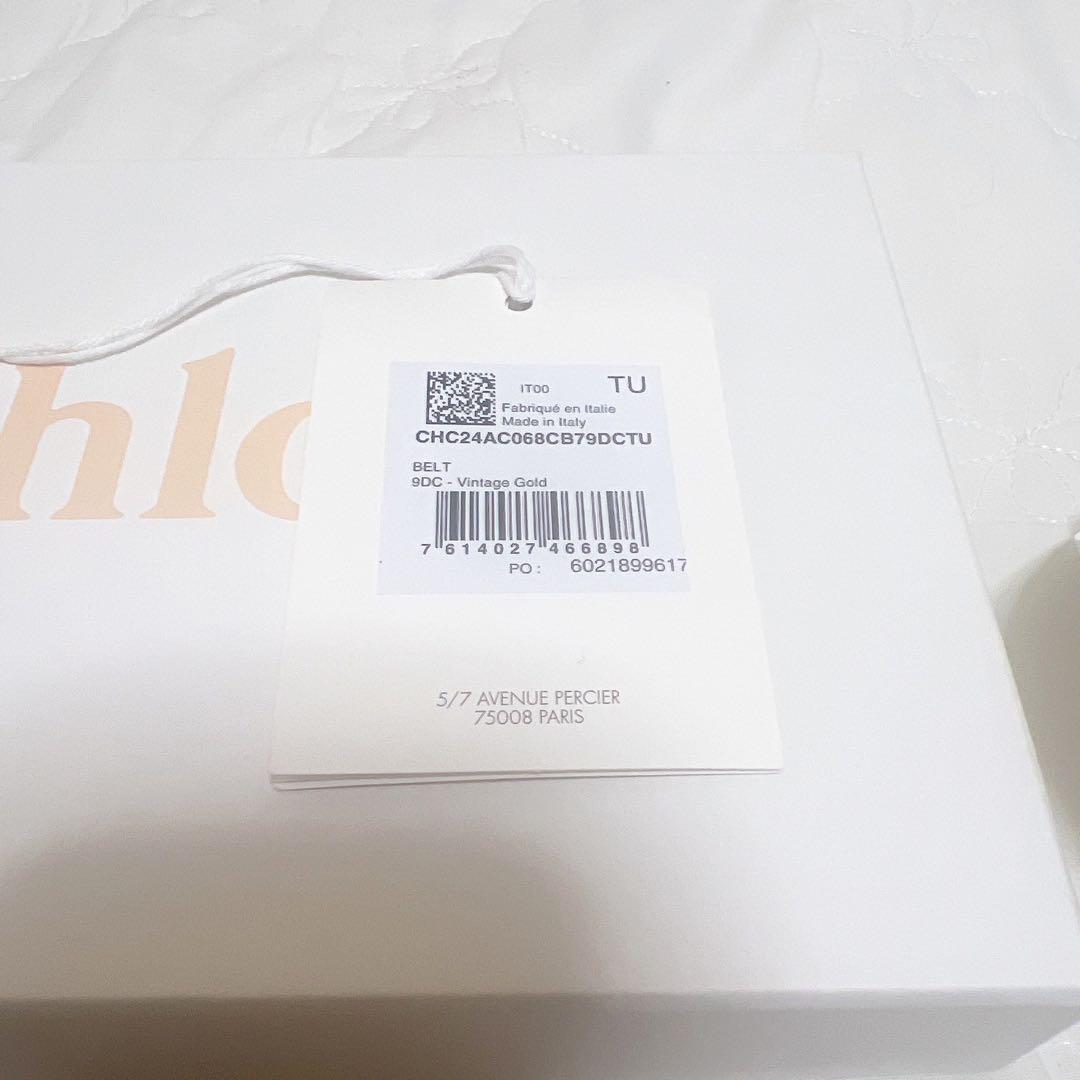 hlo
IT00
TU
Fabriqué en Italie
Made in Italy
CHC24AC068CB79DCTU
BELT
9DC - Vintage Gold
7 614027 466898
PO : 6021899617
5/7 AVENUE PERCIER
75008 PARIS